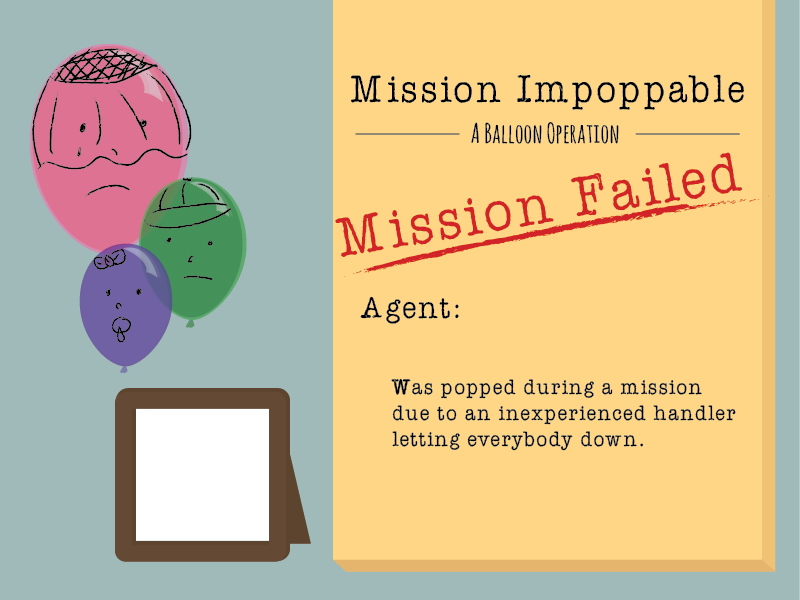 Mission Impoppable
A Balloon Operation
Mission Failed
Agent:
Was popped during a mission
due to an inexperienced handler
letting everybody down.